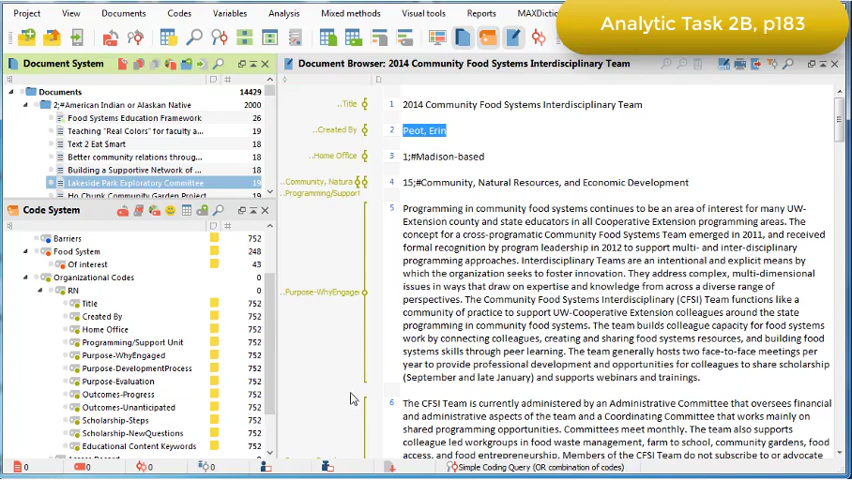 Project Edit Documents Codes Variables Analysis Mixed methods Visual tools Reports MAXDictio
Analytic Task 2B, p183
Document System
Documents 14429
2;#American Indian or Alaskan Native 2000
Food Systems Education Framework 26
Teaching "Real Colors" for faculty a... 19
Text 2 Eat $mart 18
Better community relations through... 18
Building a Supportive Network of ... 18
Lakeside Park Exploratory Committee 19
Ho Chunk Community Garden Project 19
Code System
Barriers 752
Food System 248
Of interest 43
Organizational Codes 0
RN 0
Title 752
Created By 752
Home Office 752
Programming/Support Unit 752
Purpose-WhyEngaged 752
Purpose-DevelopmentProcess 752
Purpose-Evaluation 752
Outcomes-Progress 752
Outcomes-Unanticipated 752
Scholarship-Steps 752
Scholarship-NewQuestions 752
Educational Content Keywords 752
Document Browser: 2014 Community Food Systems Interdisciplinary Team
..Title
1 2014 Community Food Systems Interdisciplinary Team
..Created By
2 Peot, Erin
..Home Office
3 1;#Madison-based
..Community, Natura
4 15;#Community, Natural Resources, and Economic Development
..Programming/Support
..Purpose-WhyEngage
5 Programming in community food systems continues to be an area of interest for many UW-
Extension county and state educators in all Cooperative Extension programming areas. The
concept for a cross-programatic Community Food Systems Team emerged in 2011, and received
formal recognition by program leadership in 2012 to support multi- and inter-disciplinary
programming approaches. Interdisciplinary Teams are an intentional and explicit means by
which the organization seeks to foster innovation. They address complex, multi-dimensional
issues in ways that draw on expertise and knowledge from across a diverse range of
perspectives. The Community Food Systems Interdisciplinary (CFSI) Team functions like a
community of practice to support UW-Cooperative Extension colleagues around the state
programming in community food systems. The team builds colleague capacity for food systems
work by connecting colleagues, creating and sharing food systems resources, and building food
systems skills through peer learning. The team generally hosts two face-to-face meetings per
year to provide professional development and opportunities for colleagues to share scholarship
(September and late January) and supports webinars and trainings.
6 The CFSI Team is currently administered by an Administrative Committee that oversees financial
and administrative aspects of the team and a Coordinating Committee that works mainly on
shared programming opportunities. Committees meet monthly. The team also supports
colleague led workgroups in food waste management, farm to school, community gardens, food
access, and food entrepreneurship. Members of the CFSI Team do not subscribe to or advocate
0 0 0 0
Simple Coding Query (OR combination of codes)